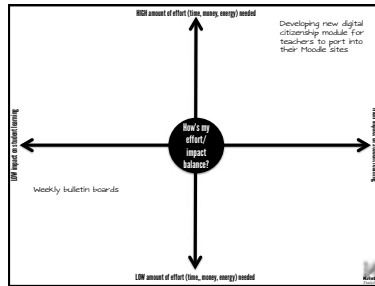 HIGH amount of effort (time, money, energy) needed
Developing new digital
citizenship module for
teachers to port into
their Moodle sites
LOW impact on student learning
How's my
effort/
impact
balance?
Weekly bulletin boards
LOW amount of effort (time, money, energy) needed